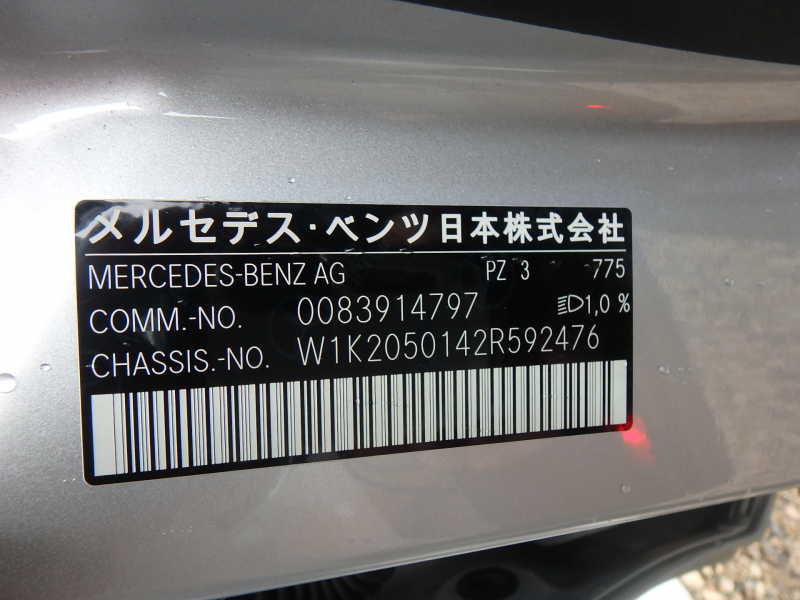 メルセデス・ベンツ日本株式会社
MERCEDES-BENZ AG PZ 3 -775
COMM.-NO. 0083914797 1,0 %
CHASSIS.-NO. W1K2050142R592476